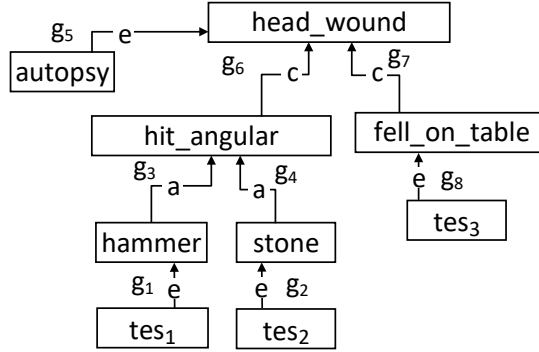 head_wound
g5 e
autopsy
g6 c c g7
hit_angular
fell_on_table
g3 a a g4
e g8
hammer
stone
tes3
g1 e e g2
tes1
tes2